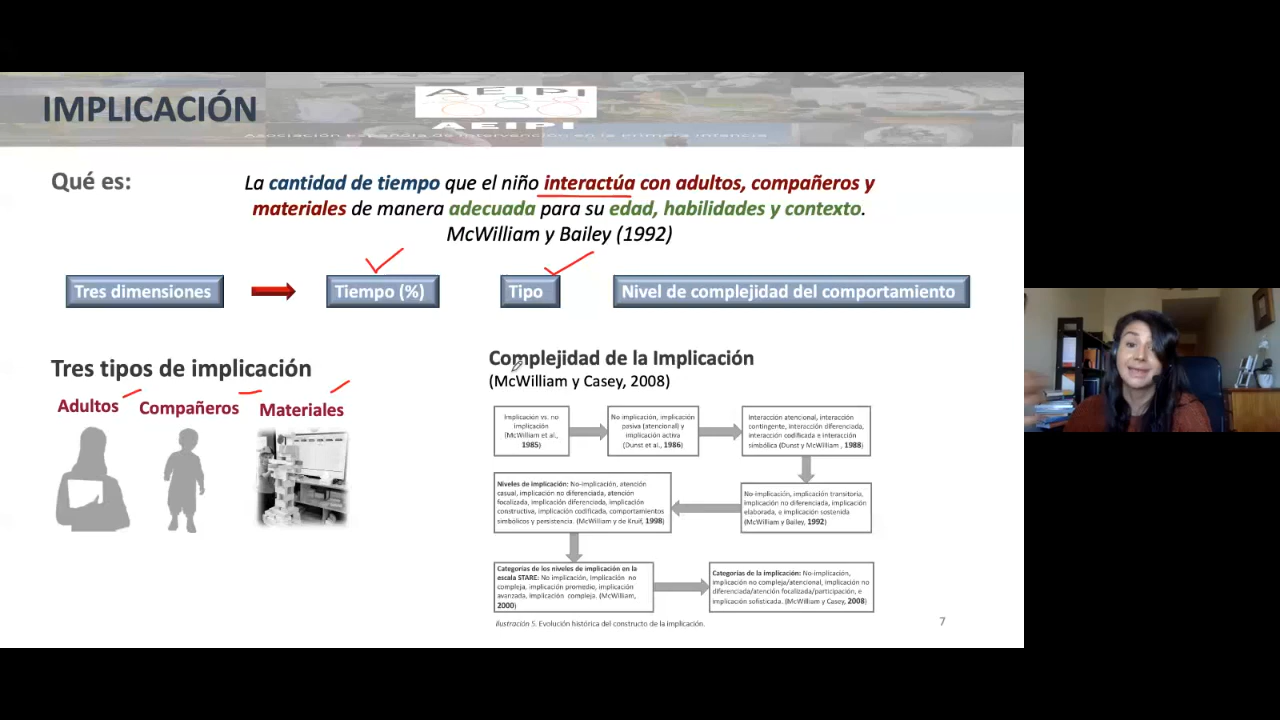 IMPLICACIÓN
AEIPI
AEIPI
Asociación Española de Intervención en la primera Infancia
Qué es:
La cantidad de tiempo que el niño interactúa con adultos, compañeros y
materiales de manera adecuada para su edad, habilidades y contexto.
McWilliam y Bailey (1992)
Tres dimensiones
Tiempo (%)
Tipo
Nivel de complejidad del comportamiento
Tres tipos de implicación
Adultos
Compañeros
Materiales
Complejidad de la Implicación
(McWilliam y Casey, 2008)
Implicación vs. no
implicación
(McWilliam et al.,
1985)
No implicación, implicación
pasiva (atencional) y
implicación activa
(Dunst et al., 1986)
Interacción atencional, interacción
contingente, interacción diferenciada,
interacción codificada e interacción
simbólica (Dunst y McWilliam , 1988)
No-implicación, implicación transitoria,
implicación no diferenciada, implicación
elaborada, e implicación sostenida
(McWilliam y Bailey, 1992)
Niveles de implicación: No-implicación, atención
casual, implicación no diferenciada, atención
focalizada, implicación diferenciada, implicación
constructiva, implicación codificada, comportamientos
simbólicos y persistencia. (McWilliam y de Kruif, 1998)
Categorías de los niveles de implicación en la
escala STARE: No implicación, Implicación no
compleja, implicación promedio, implicación
avanzada, implicación compleja. (McWilliam,
2000)
Categorías de la implicación: No-implicación,
implicación no compleja/atencional, implicación no
diferenciada/atención focalizada/participación, e
implicación sofisticada. (McWilliam y Casey, 2008)
Ilustración 5. Evolución histórica del constructo de la implicación.
7